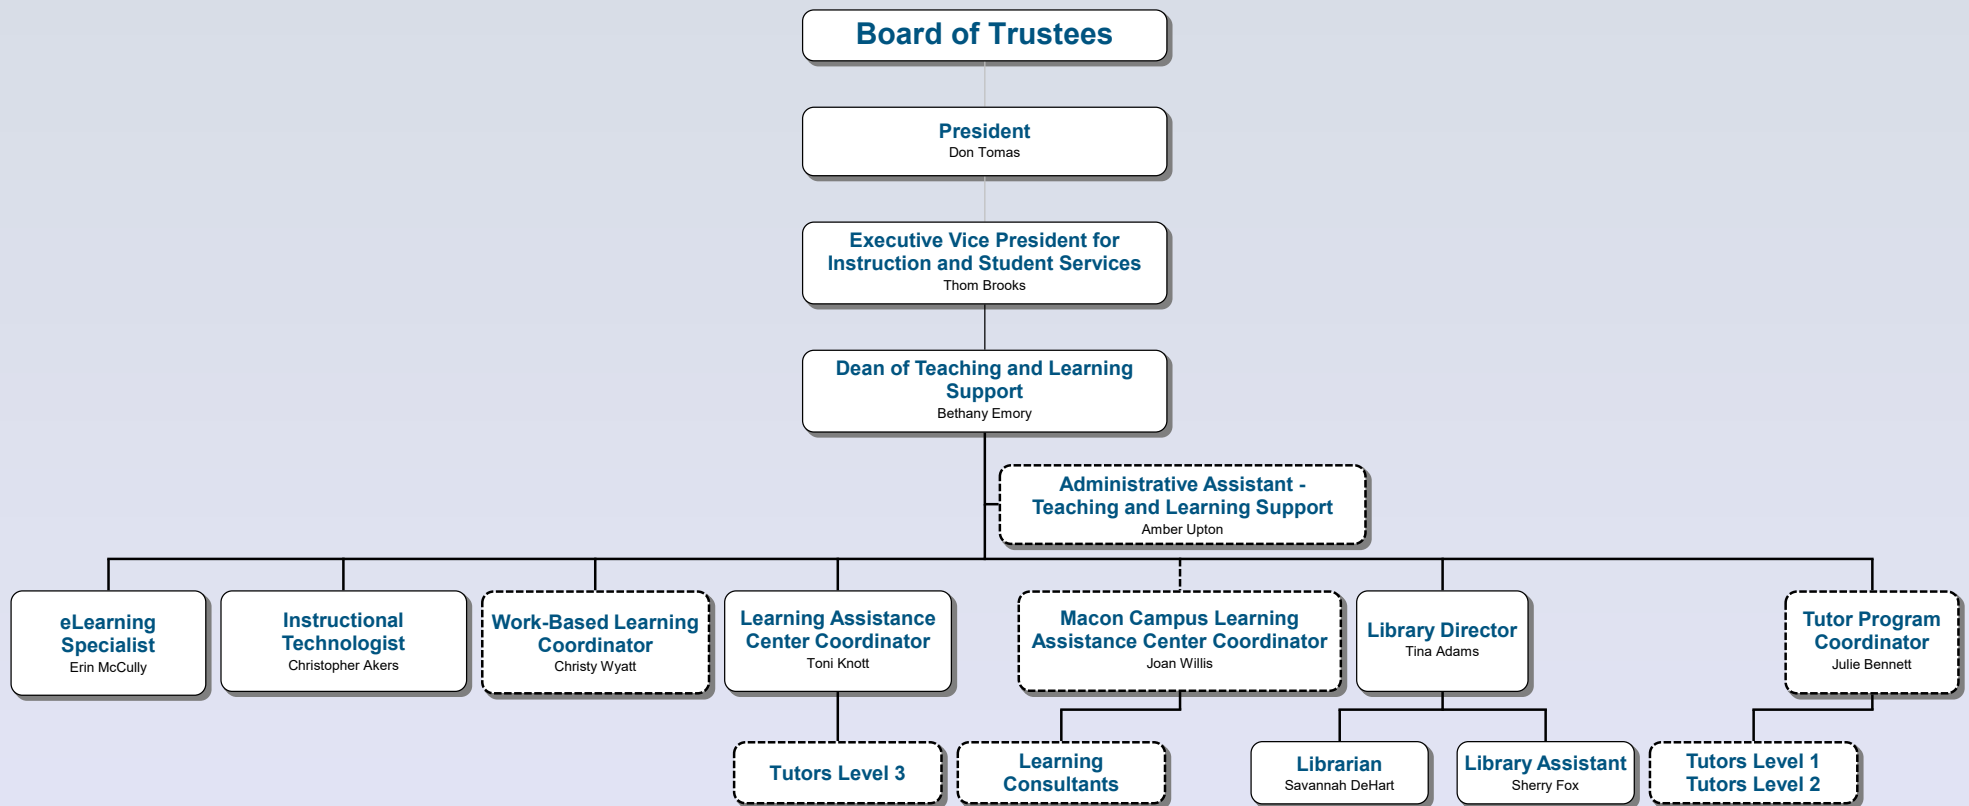 Board of Trustees
President
Don Tomas
Executive Vice President for
Instruction and Student Services
Thom Brooks
Dean of Teaching and Learning
Support
Bethany Emory
Administrative Assistant -
Teaching and Learning Support
Amber Upton
eLearning
Specialist
Erin McCully
Instructional
Technologist
Christopher Akers
Work-Based Learning
Coordinator
Christy Wyatt
Learning Assistance
Center Coordinator
Toni Knott
Macon Campus Learning
Assistance Center Coordinator
Joan Willis
Library Director
Tina Adams
Tutor Program
Coordinator
Julie Bennett
Tutors Level 3
Learning
Consultants
Librarian
Savannah DeHart
Library Assistant
Sherry Fox
Tutors Level 1
Tutors Level 2